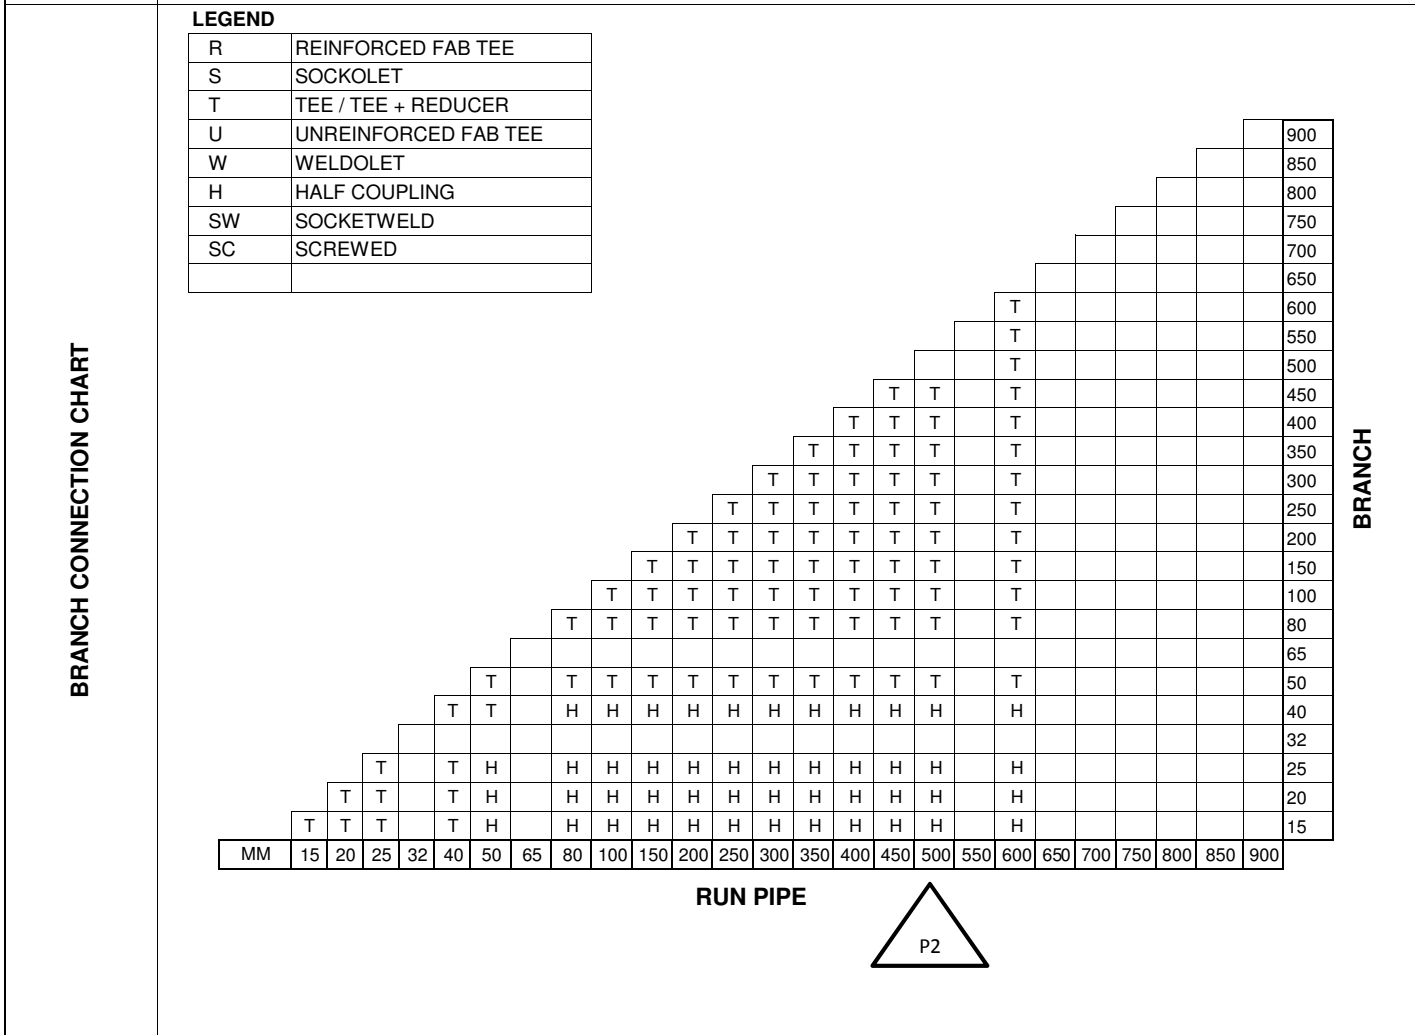 LEGEND
R REINFORCED FAB TEE
S SOCKOLET
T TEE / TEE + REDUCER
U UNREINFORCED FAB TEE
W WELDOLET
H HALF COUPLING
SW SOCKETWELD
SC SCREWED
BRANCH CONNECTION CHART
900
850
800
750
700
650
T 600
T 550
T 500
T T T 450
T T T T 400
T T T T T 350
T T T T T T 300
T T T T T T T 250
T T T T T T T T 200
T T T T T T T T T 150
T T T T T T T T T T 100
T T T T T T T T T T T 80
65
T T T T T T T T T T T T 50
T T H H H H H H H H H H H 40
32
T T H H H H H H H H H H H H 25
T T T H H H H H H H H H H H H 20
T T T T H H H H H H H H H H H H 15
MM 15 20 25 32 40 50 65 80 100 150 200 250 300 350 400 450 500 550 600 650 700 750 800 850 900
RUN PIPE
BRANCH
P2